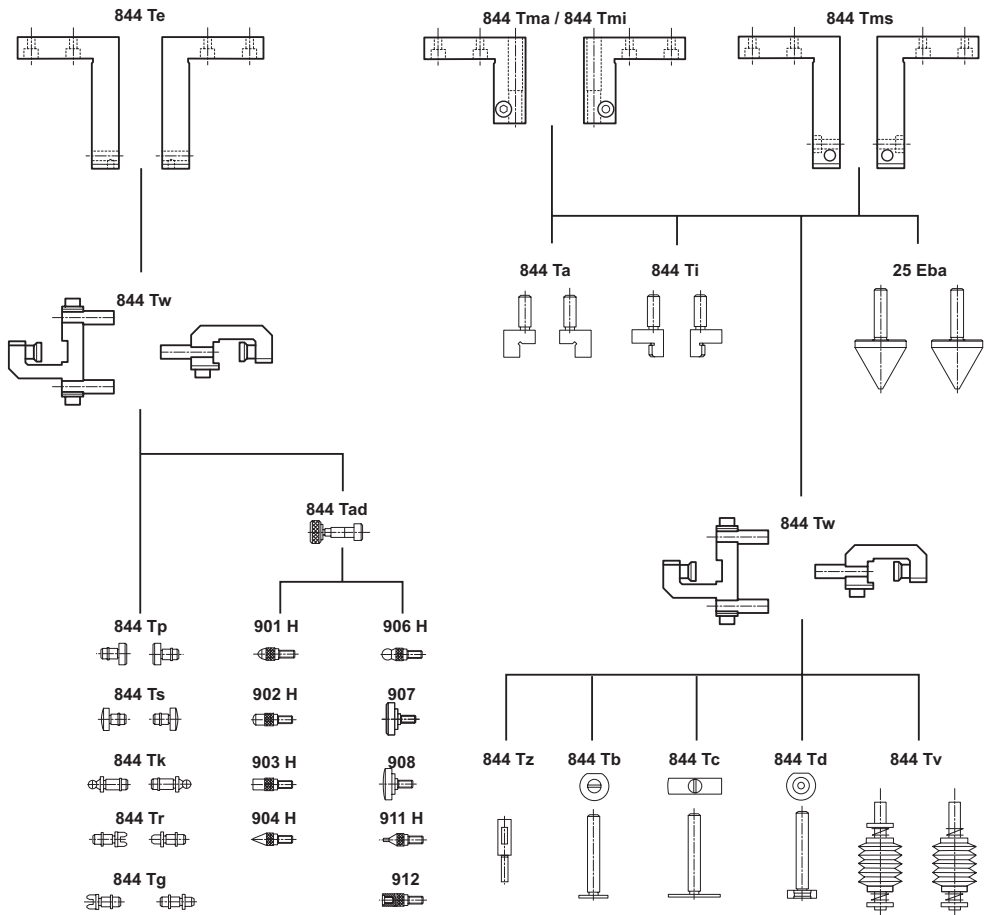 844 Te
844 Tma / 844 Tmi
844 Tms
844 Ta
844 Ti
25 Eba
844 Tw
844 Tad
844 Tw
844 Tp
901 H
906 H
844 Ts
902 H
907
844 Tk
903 H
908
844 Tr
904 H
911 H
844 Tg
912
844 Tz
844 Tb
844 Tc
844 Td
844 Tv